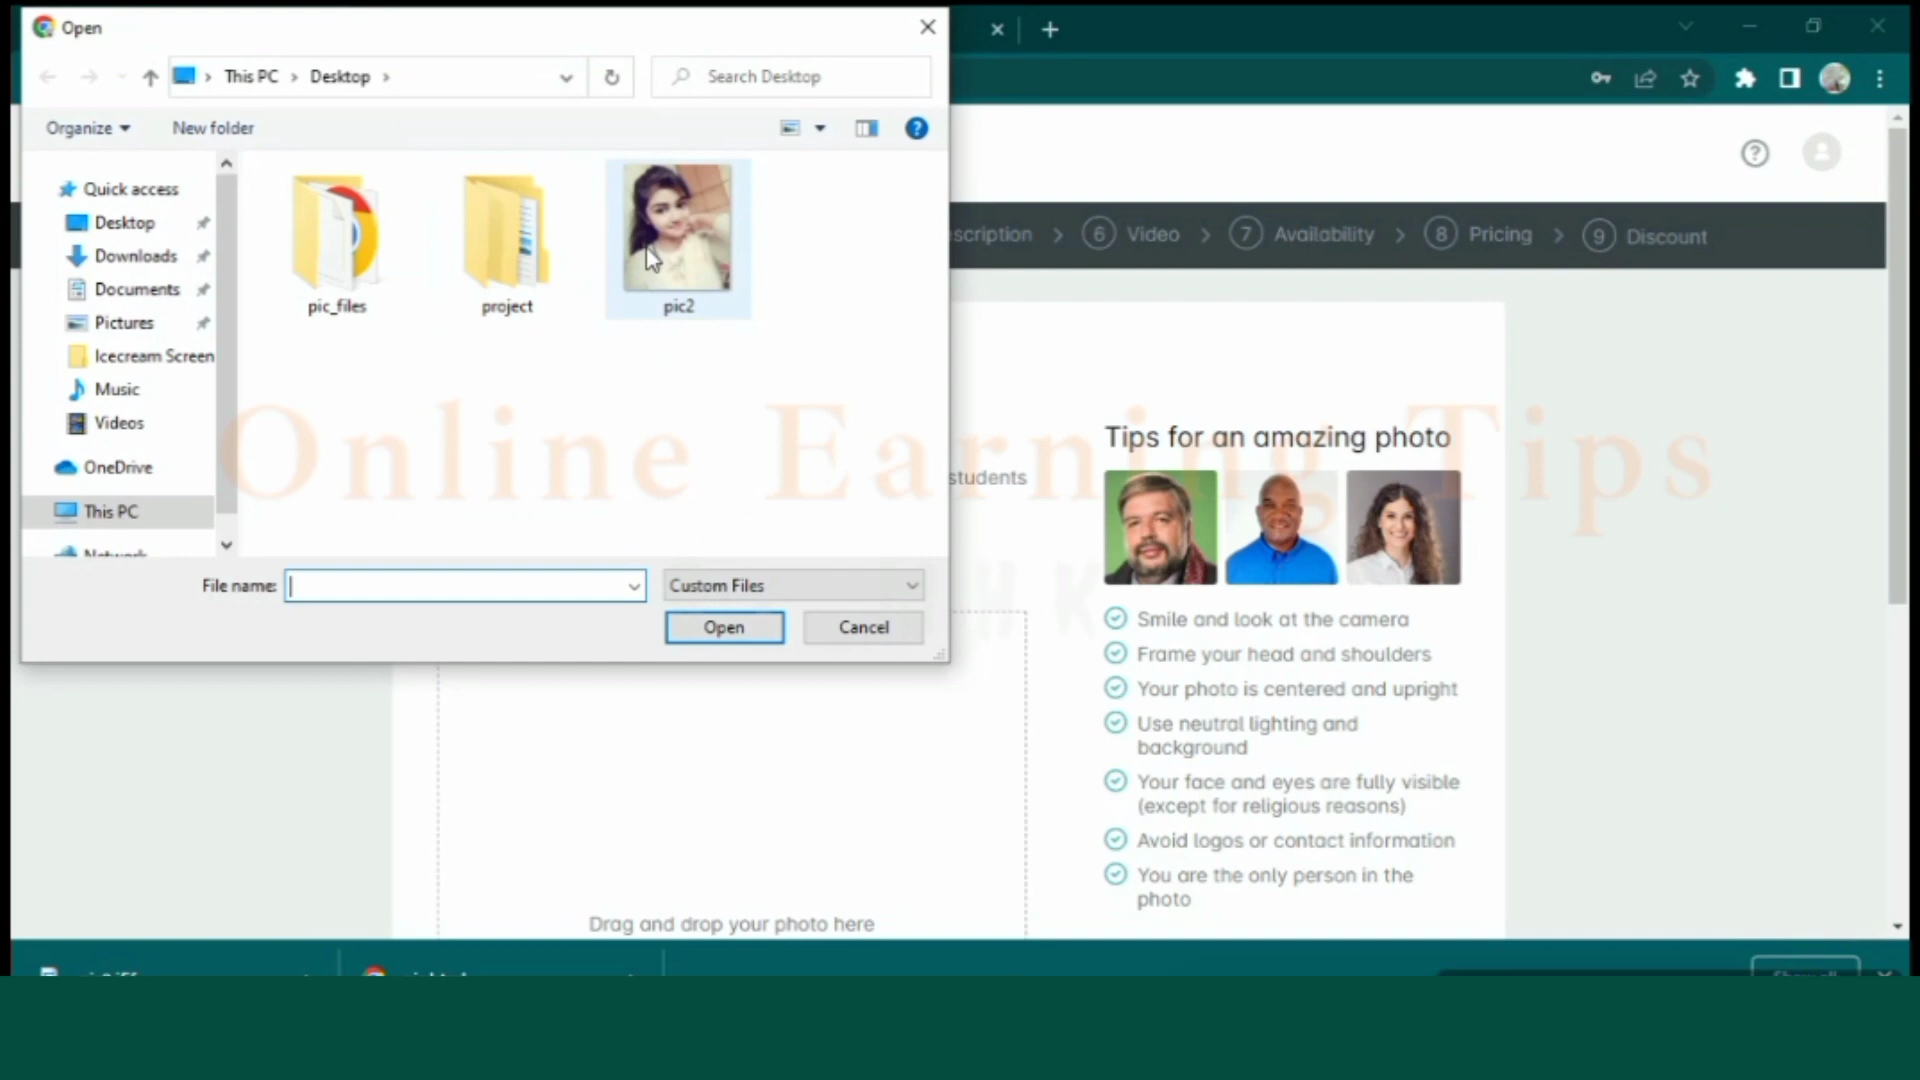 Open
This PC > Desktop >
Search Desktop
Organize
New folder
Quick access
Desktop
Downloads
Documents
Pictures
Icecream Screen
Music
Videos
OneDrive
This PC
Network
pic_files
project
pic2
File name:
Custom Files
Open
Cancel
scription > 6 Video > 7 Availability > 8 Pricing > 9 Discount
Online Earning Tips
students
Tips for an amazing photo
Smile and look at the camera
Frame your head and shoulders
Your photo is centered and upright
Use neutral lighting and
background
Your face and eyes are fully visible
(except for religious reasons)
Avoid logos or contact information
You are the only person in the
photo
Drag and drop your photo here
Show all